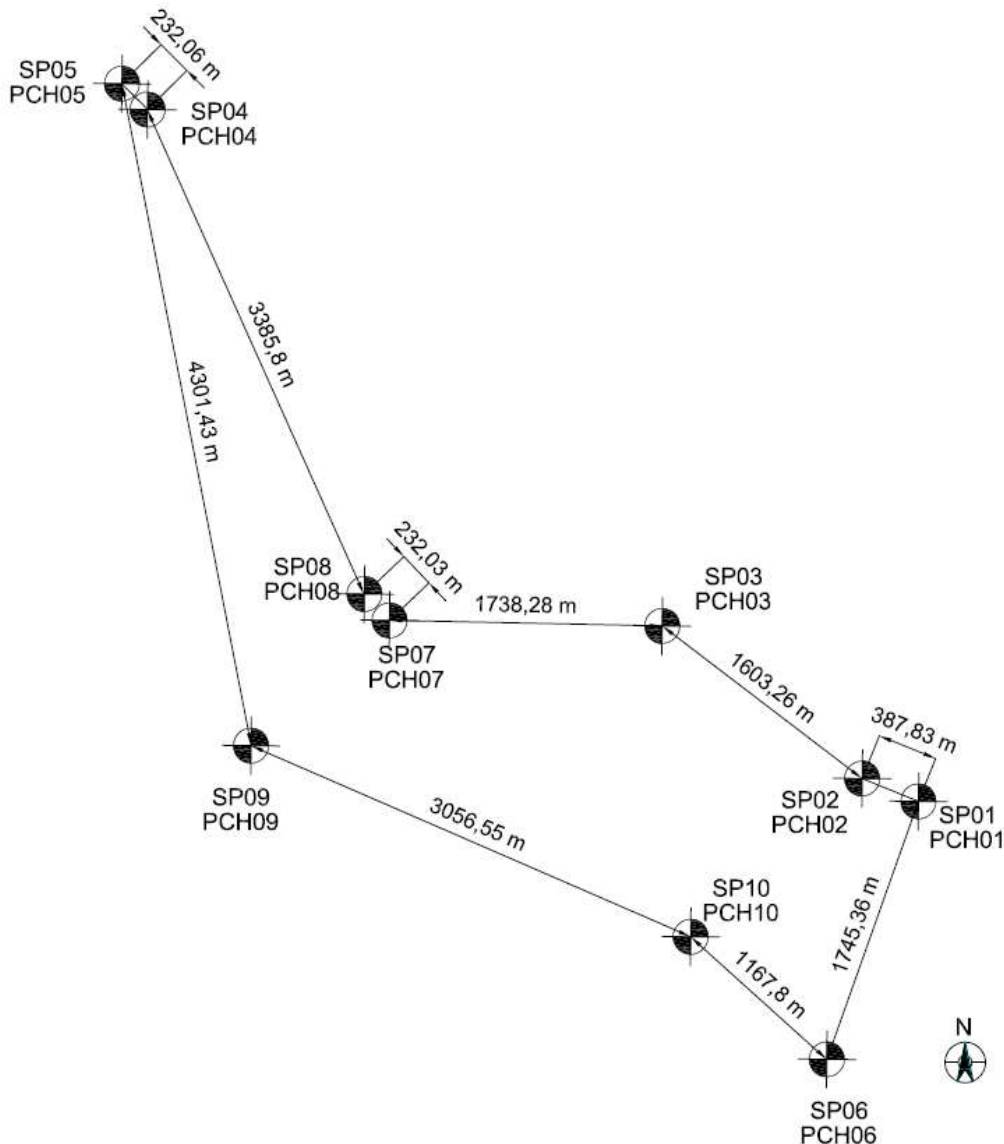 232,06 m
SP05
PCH05
SP04
PCH04
3385,8 m
4301,43 m
232,03 m
SP08
PCH08
SP07
PCH07
1738,28 m
SP03
PCH03
1603,26 m
387,83 m
SP02
PCH02
SP01
PCH01
SP09
PCH09
3056,55 m
SP10
PCH10
1745,36 m
1167,8 m
N
SP06
PCH06